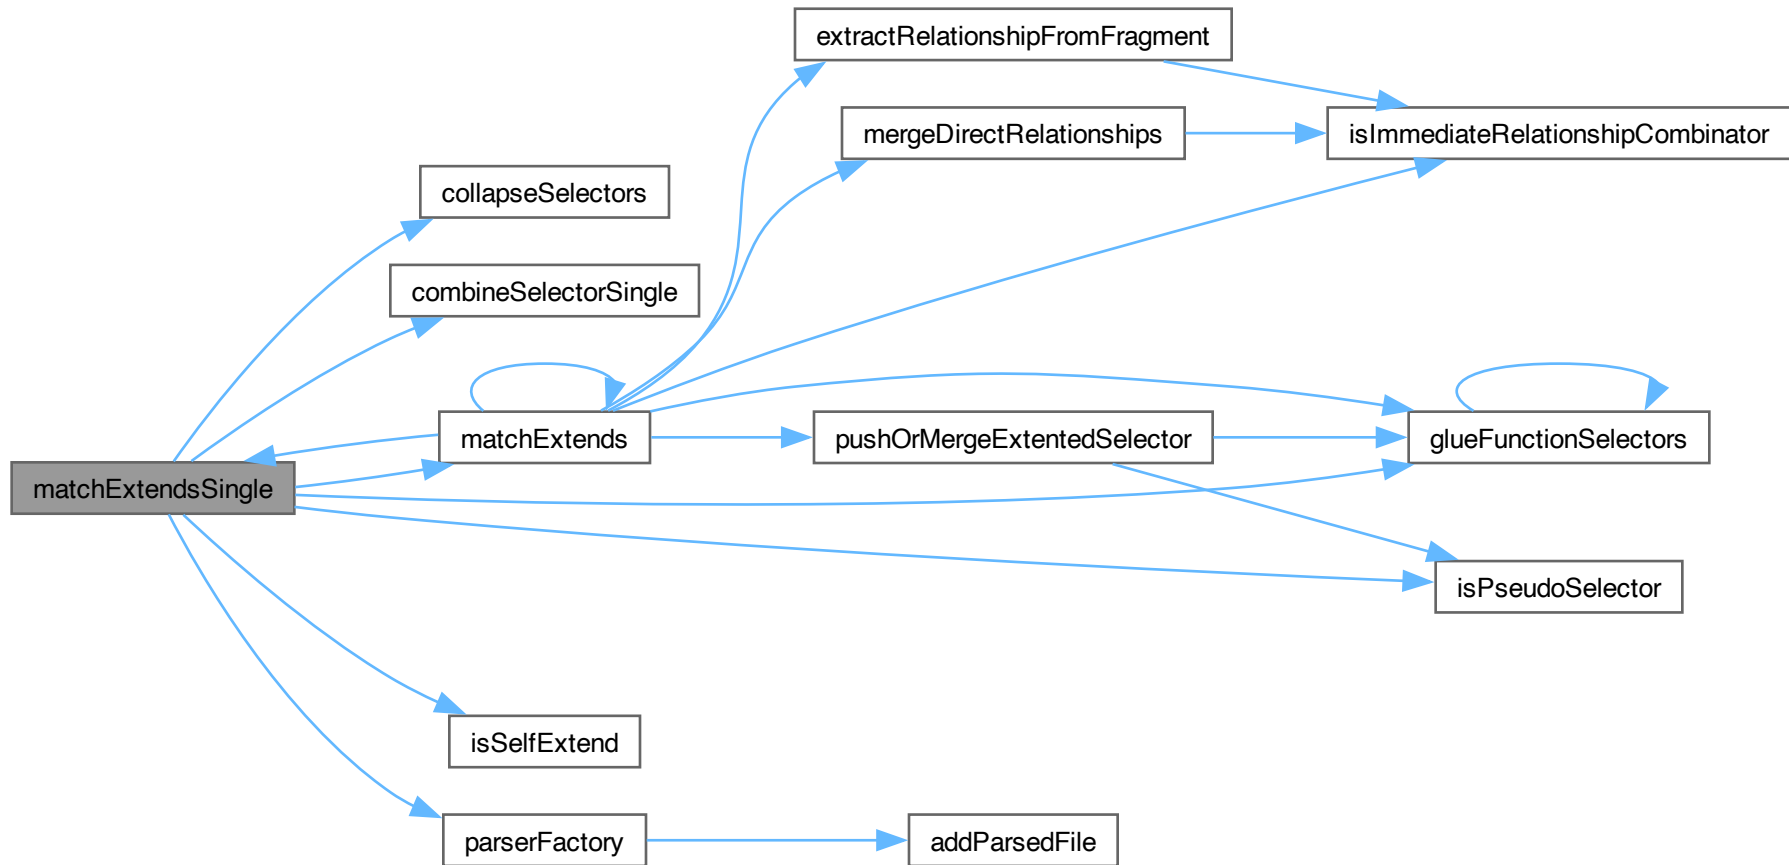 extractRelationshipFromFragment
mergeDirectRelationships
isImmediateRelationshipCombinator
collapseSelectors
combineSelectorSingle
matchExtends
pushOrMergeExtentedSelector
glueFunctionSelectors
matchExtendsSingle
isPseudoSelector
isSelfExtend
parserFactory
addParsedFile